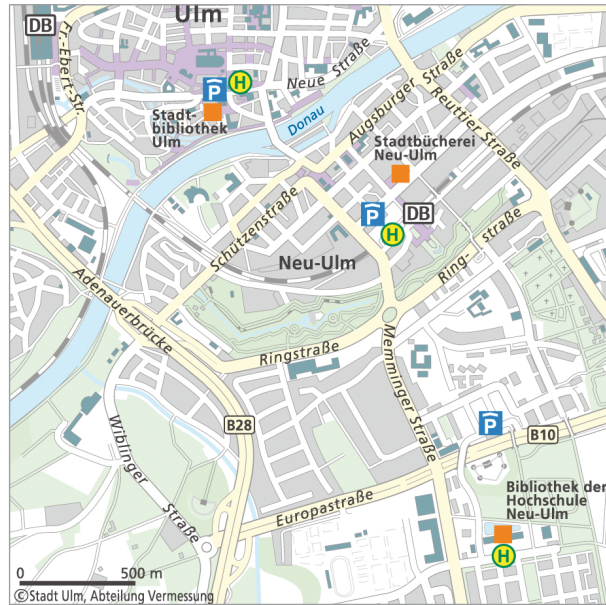 Ulm
DB
Fr.-Ebert-Str.
Neue Straße
P
H
Stadt-
bibliothek
Ulm
Donau
Augsburger Straße
Reuttier Straße
Stadtbücherei
Neu-Ulm
Schützenstraße
P
DB
H
Neu-Ulm
Ring-
straße
Adenauerbrücke
Ringstraße
Memminger Straße
Wiblinger
Straße
B28
P
B10
Europastraße
Bibliothek der
Hochschule
Neu-Ulm
H
0 500 m
©Stadt Ulm, Abteilung Vermessung